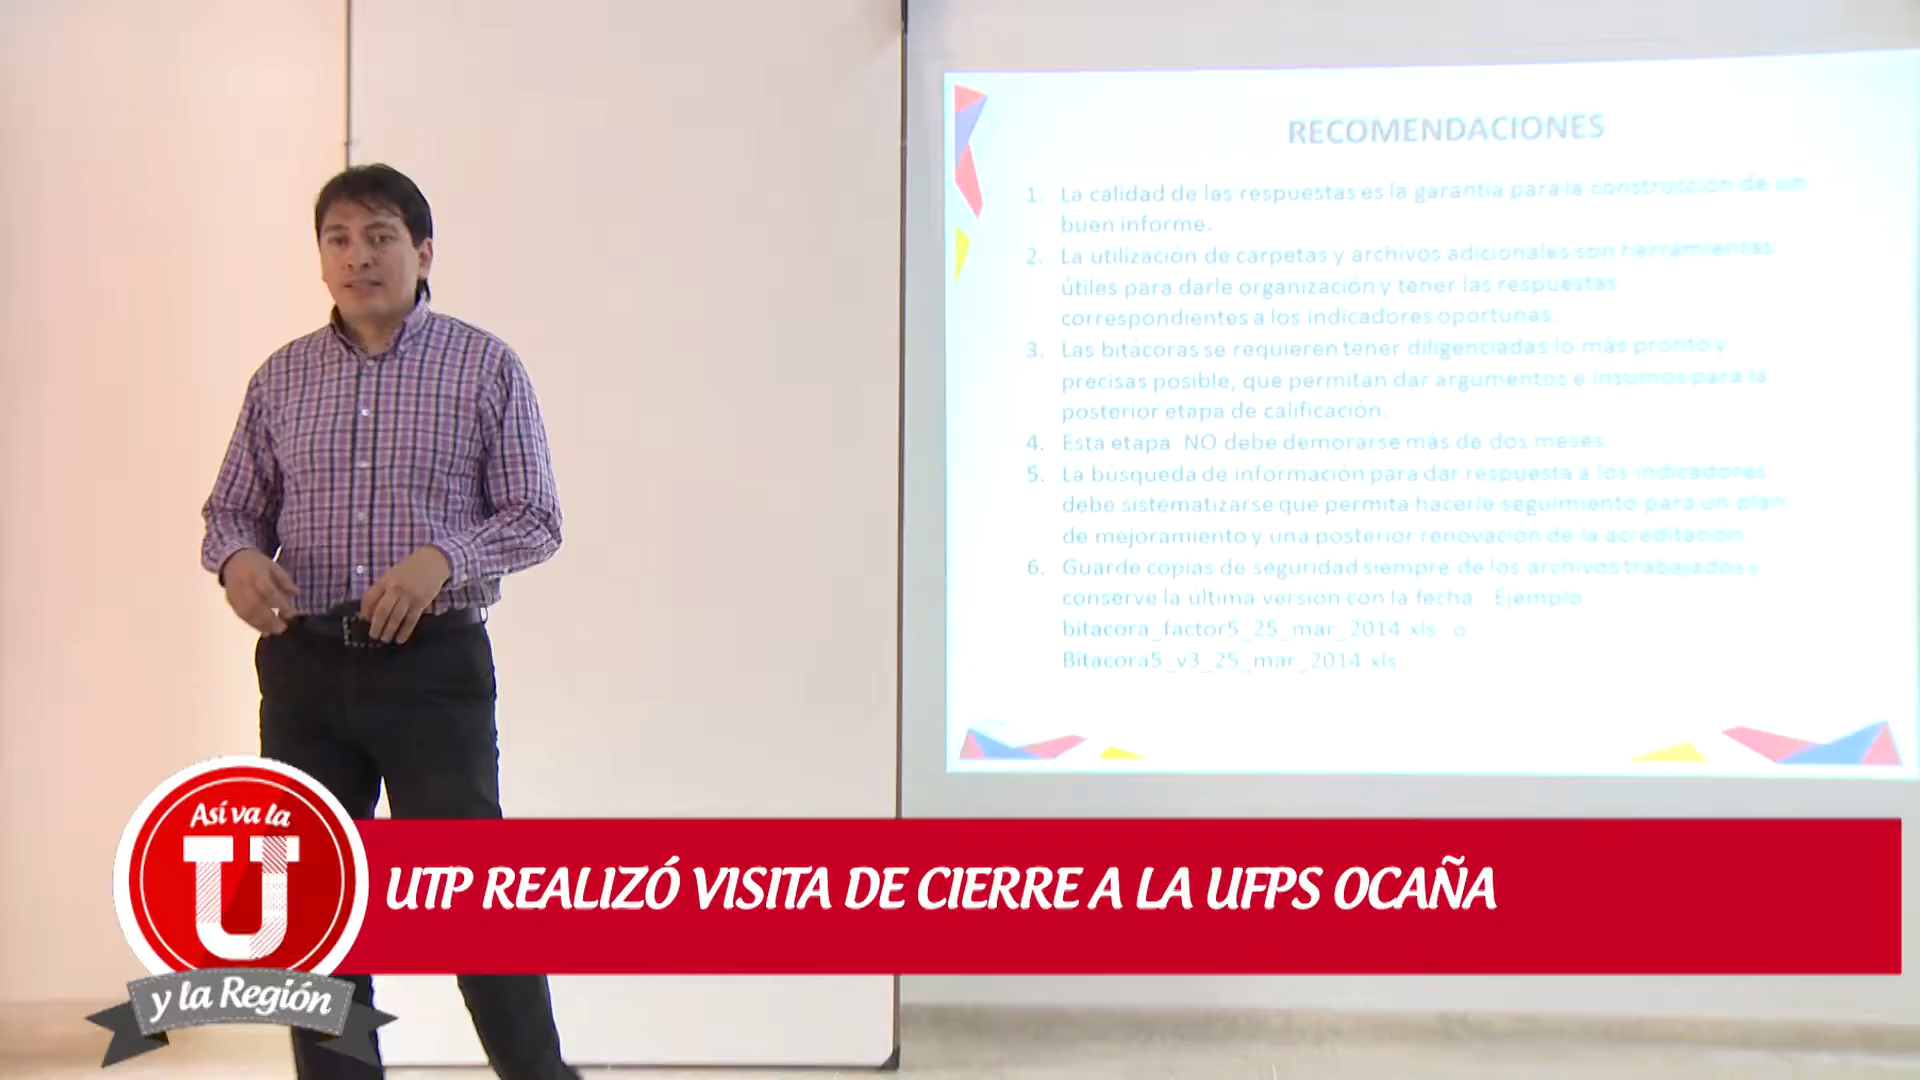 RECOMENDACIONES
1. La calidad de las respuestas es la garantía para la construcción de un
buen informe.
2. La utilización de carpetas y archivos adicionales son herramientas
útiles para darle organización y tener las respuestas
correspondientes a los indicadores oportunas.
3. Las bitácoras se requieren tener diligenciadas lo más pronto y
precisas posible, que permitan dar argumentos e insumos para la
posterior etapa de calificación.
4. Esta etapa NO debe demorarse más de dos meses.
5. La búsqueda de información para dar respuesta a los indicadores
debe sistematizarse que permita hacerle seguimiento para un plan
de mejoramiento y una posterior renovación de la acreditación
6. Guarde copias de seguridad siempre de los archivos trabajados y
conserve la última version con la fecha. Ejemplo
bitacora_factor5_25_mar_2014.xls o
Bitacora5_v3_25_mar_2014.xls
Así va la
U
y la Región
UTP REALIZÓ VISITA DE CIERRE A LA UFPS OCAÑA